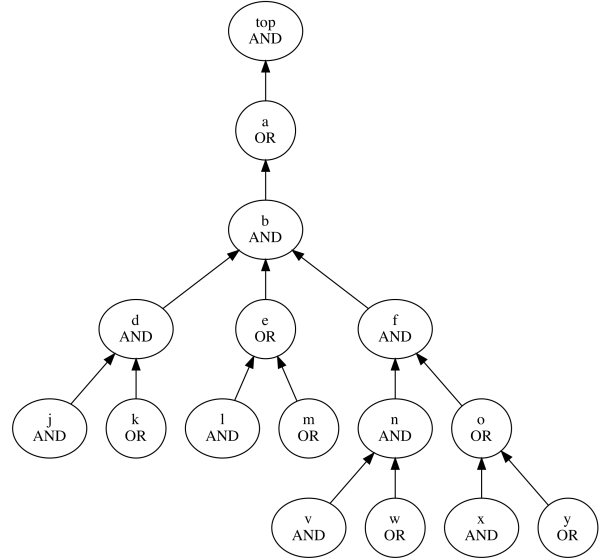 top
AND
a
OR
b
AND
d
AND
e
OR
f
AND
j
AND
k
OR
l
AND
m
OR
n
AND
o
OR
v
AND
w
OR
x
AND
y
OR